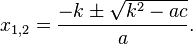 x_{1,2} = \frac{-k \pm \sqrt{k^2 - ac}}{a}.